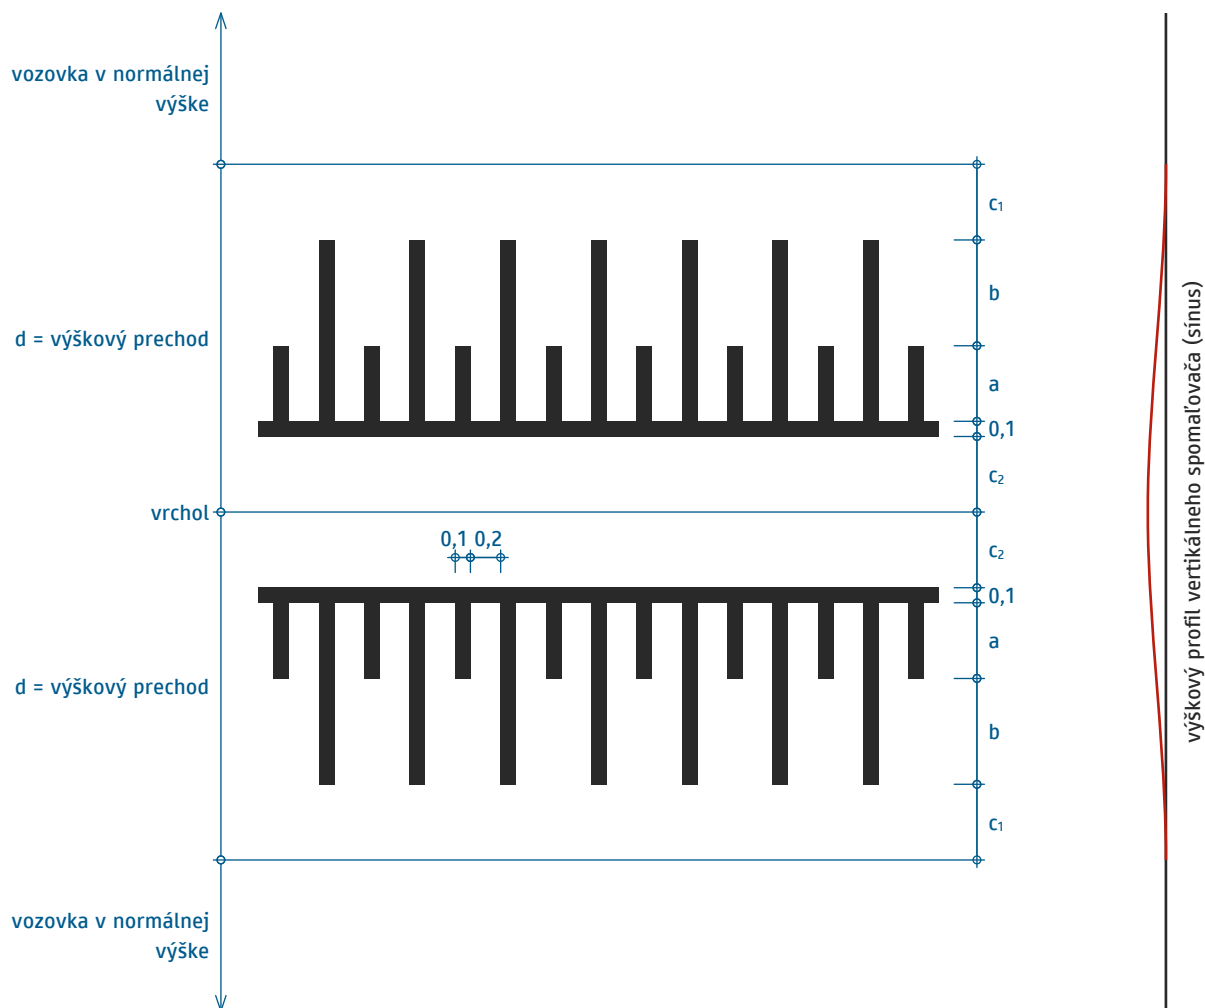 vozovka v normálnej
výške
c₁
b
d = výškový prechod
a
0,1
c₂
vrchol
0,1 0,2
c₂
0,1
a
d = výškový prechod
b
c₁
vozovka v normálnej
výške
výškový profil vertikálneho spomaľovača (sínus)